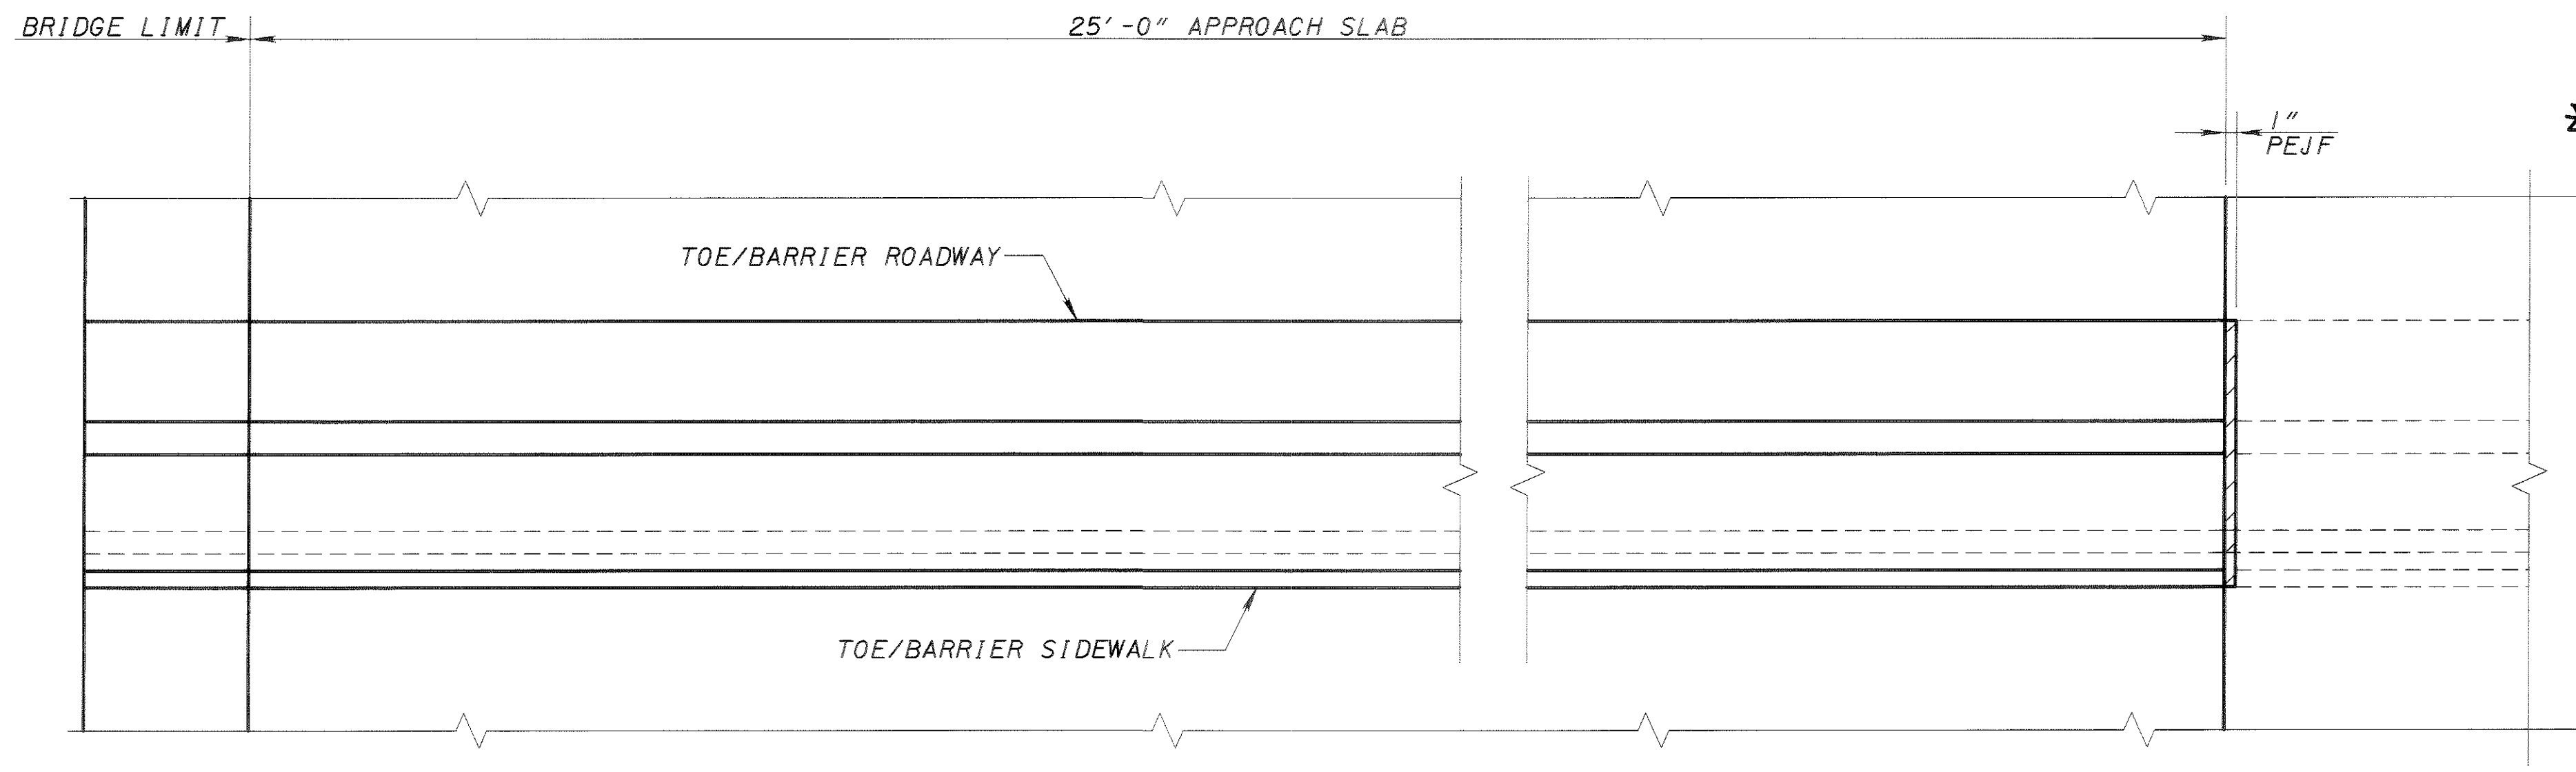 BRIDGE LIMIT
25'-0" APPROACH SLAB
1"
PEJF
TOE/BARRIER ROADWAY
TOE/BARRIER SIDEWALK